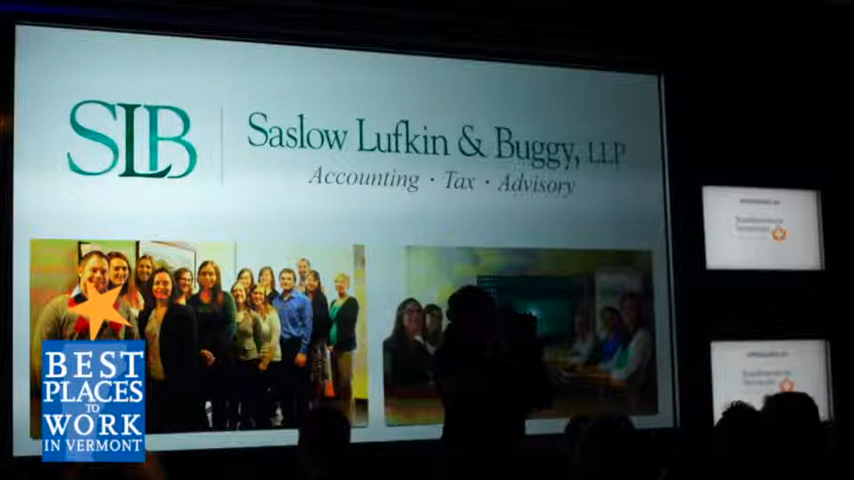 SLB
Saslow Lufkin & Buggy, LLP
Accounting · Tax · Advisory
BEST
PLACES
TO
WORK
IN VERMONT